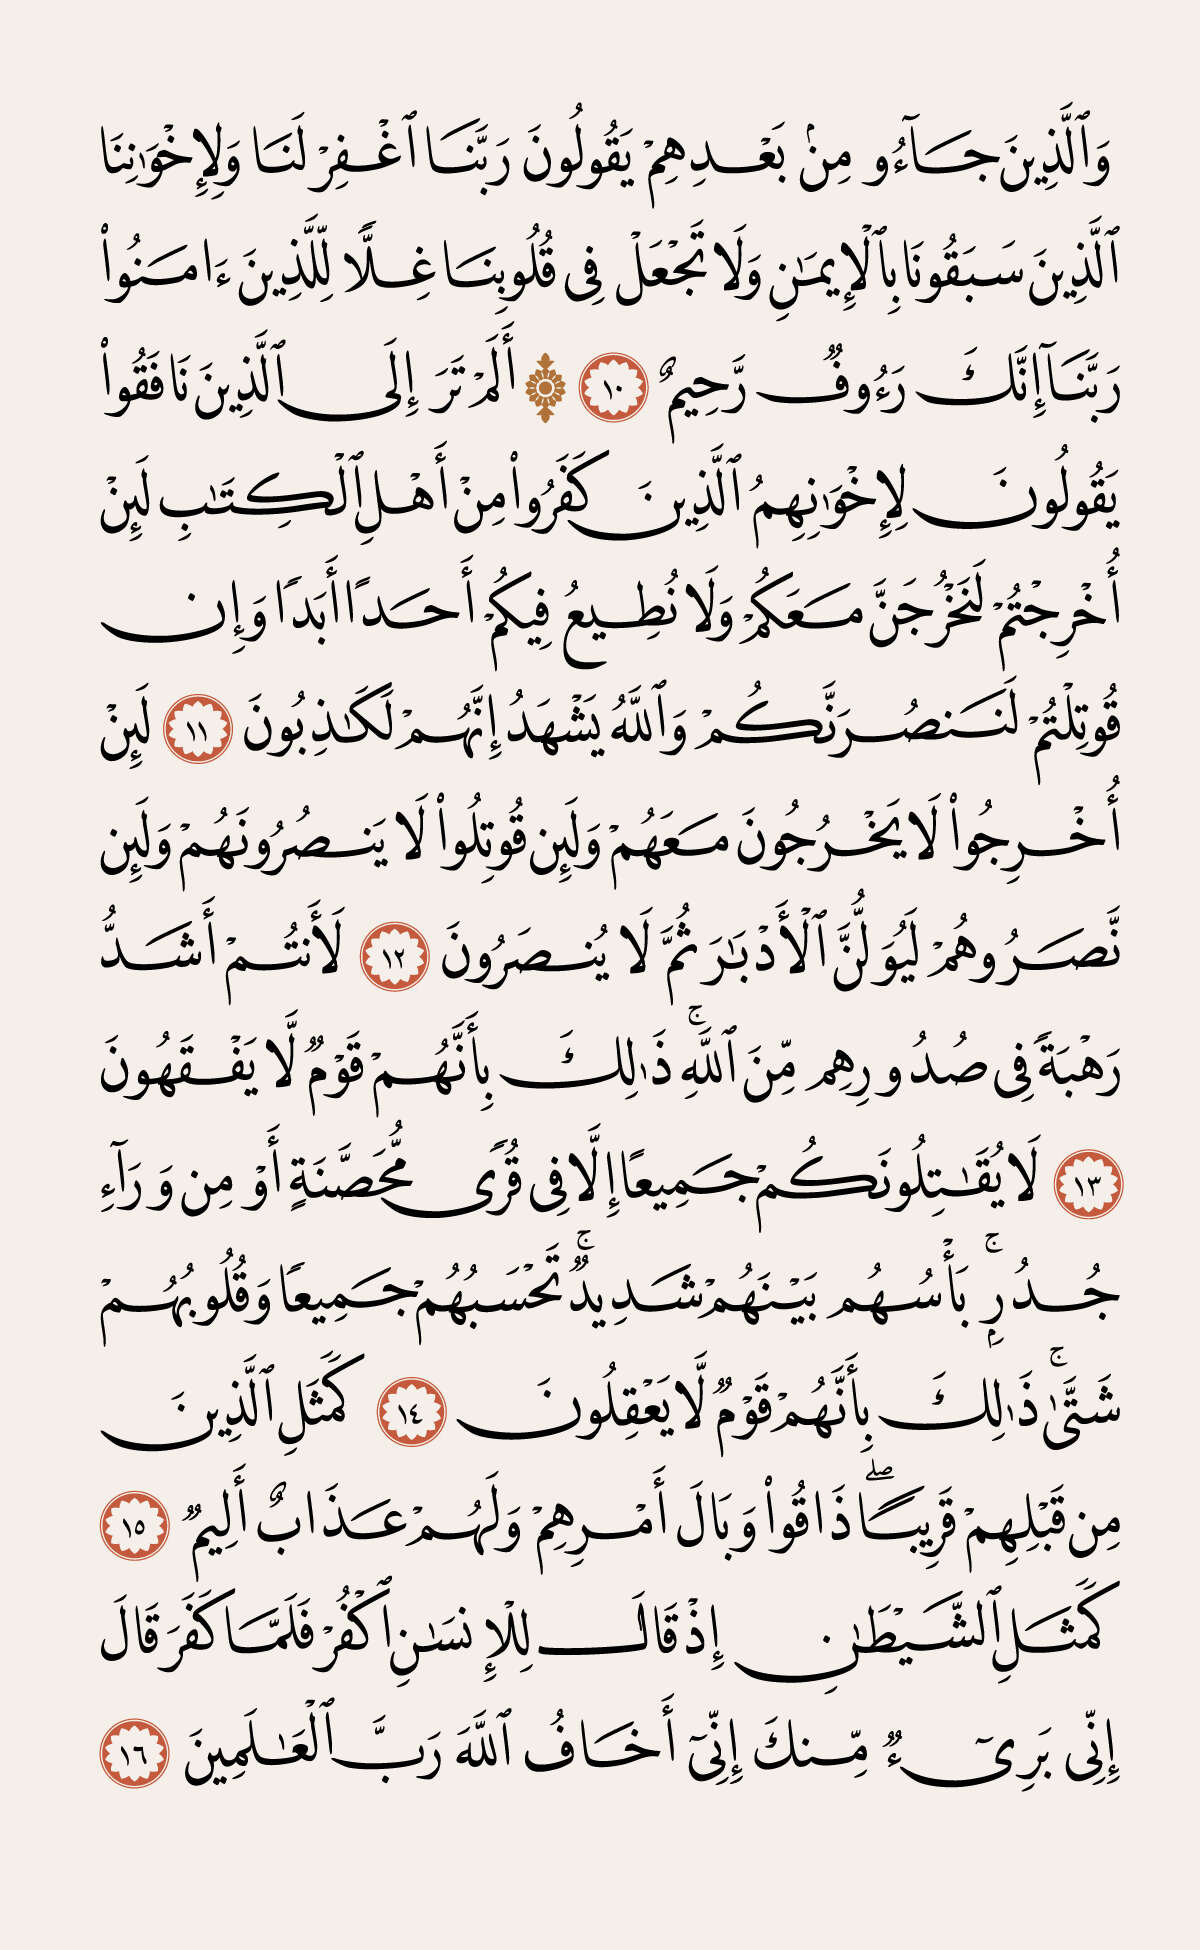 وَٱلَّذِينَ جَآءُو مِنۢ بَعْدِهِمْ يَقُولُونَ رَبَّنَا ٱغْفِرْ لَنَا وَلِإِخْوَٰنِنَا
ٱلَّذِينَ سَبَقُونَا بِٱلْإِيمَـٰنِ وَلَا تَجْعَلْ فِى قُلُوبِنَا غِلًّا لِّلَّذِينَ ءَامَنُوا۟
رَبَّنَآ إِنَّكَ رَءُوفٌ رَّحِيمٌ ١٠ ۞ أَلَمْ تَرَ إِلَى ٱلَّذِينَ نَافَقُوا۟
يَقُولُونَ لِإِخْوَٰنِهِمُ ٱلَّذِينَ كَفَرُوا۟ مِنْ أَهْلِ ٱلْكِتَـٰبِ لَئِنْ
أُخْرِجْتُمْ لَنَخْرُجَنَّ مَعَكُمْ وَلَا نُطِيعُ فِيكُمْ أَحَدًا أَبَدًا وَإِن
قُوتِلْتُمْ لَنَنصُرَنَّكُمْ وَٱللَّهُ يَشْهَدُ إِنَّهُمْ لَكَـٰذِبُونَ ١١ لَئِنْ
أُخْرِجُوا۟ لَا يَخْرُجُونَ مَعَهُمْ وَلَئِن قُوتِلُوا۟ لَا يَنصُرُونَهُمْ وَلَئِن
نَّصَرُوهُمْ لَيُوَلُّنَّ ٱلْأَدْبَـٰرَ ثُمَّ لَا يُنصَرُونَ ١٢ لَأَنتُمْ أَشَدُّ
رَهْبَةً فِى صُدُورِهِم مِّنَ ٱللَّهِ ۚ ذَٰلِكَ بِأَنَّهُمْ قَوْمٌ لَّا يَفْقَهُونَ
١٣ لَا يُقَـٰتِلُونَكُمْ جَمِيعًا إِلَّا فِى قُرًى مُّحَصَّنَةٍ أَوْ مِن وَرَآءِ
جُدُرٍۭ ۚ بَأْسُهُم بَيْنَهُمْ شَدِيدٌ ۚ تَحْسَبُهُمْ جَمِيعًا وَقُلُوبُهُمْ
شَتَّىٰ ۚ ذَٰلِكَ بِأَنَّهُمْ قَوْمٌ لَّا يَعْقِلُونَ ١٤ كَمَثَلِ ٱلَّذِينَ
مِن قَبْلِهِمْ قَرِيبًا ۖ ذَاقُوا۟ وَبَالَ أَمْرِهِمْ وَلَهُمْ عَذَابٌ أَلِيمٌ ١٥
كَمَثَلِ ٱلشَّيْطَـٰنِ إِذْ قَالَ لِلْإِنسَـٰنِ ٱكْفُرْ فَلَمَّا كَفَرَ قَالَ
إِنِّى بَرِىٓءٌ مِّنكَ إِنِّىٓ أَخَافُ ٱللَّهَ رَبَّ ٱلْعَـٰلَمِينَ ١٦